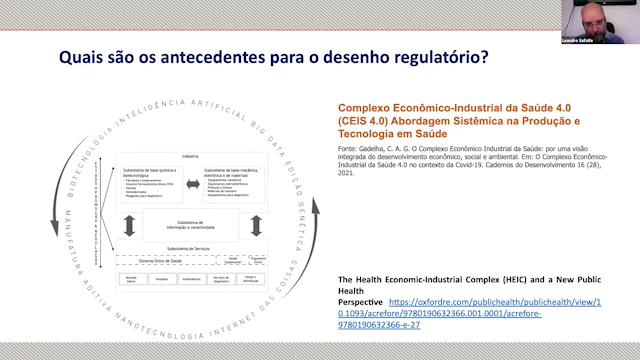 Leandro Safatle
Quais são os antecedentes para o desenho regulatório?
BIOTECNOLOGIA INTELIGÊNCIA ARTIFICIAL BIG DATA EDIÇÃO GENÉTICA
MANUFATURA ADITIVA NANOTECNOLOGIA INTERNET DAS COISAS
Indústria
Subsistema de base química e
biotecnológica
Subsistema de base mecânica,
eletrônica e de materiais
Subsistema de
informação e conectividade
Subsistema de Serviços
Sistema Único de Saúde
Complexo Econômico-Industrial da Saúde 4.0
(CEIS 4.0) Abordagem Sistêmica na Produção e
Tecnologia em Saúde
Fonte: Gadelha, C. A. G. O Complexo Econômico Industrial da Saúde: por uma visão
integrada do desenvolvimento econômico, social e ambiental. Em: O Complexo Econômico-
Industrial da Saúde 4.0 no contexto da Covid-19. Cadernos do Desenvolvimento 16 (28),
2021.
The Health Economic-Industrial Complex (HEIC) and a New Public
Health
Perspective https://oxfordre.com/publichealth/publichealth/view/1
0.1093/acrefore/9780190632366.001.0001/acrefore-
9780190632366-e-27